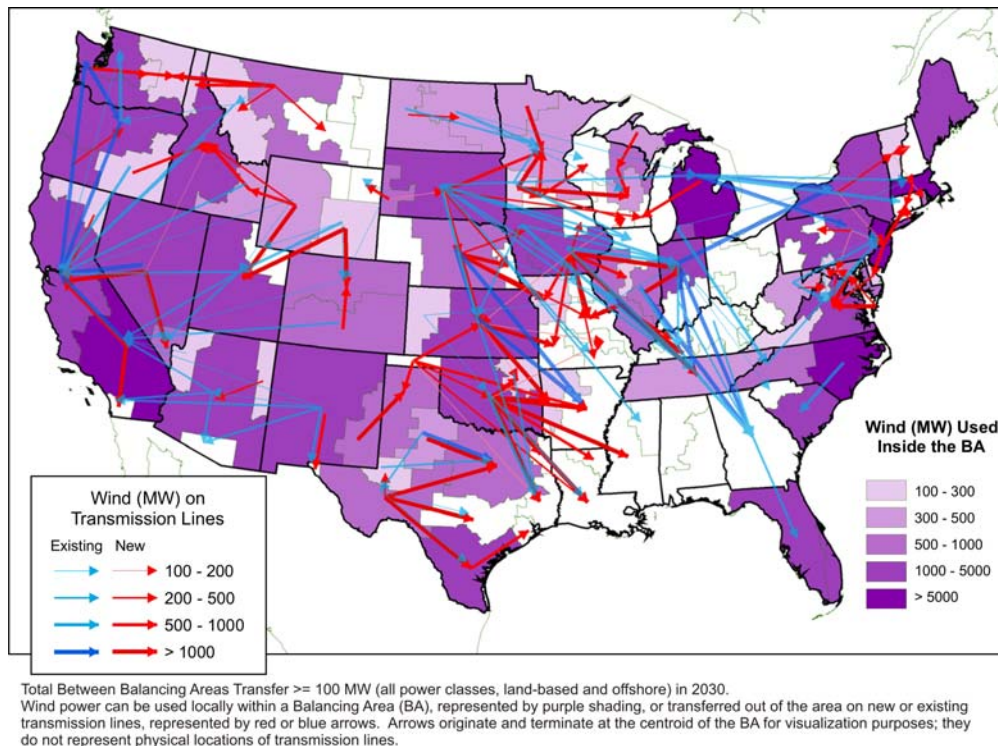 Wind (MW) Used
Inside the BA
100 - 300
300 - 500
500 - 1000
1000 - 5000
> 5000
Wind (MW) on
Transmission Lines
Existing New
100 - 200
200 - 500
500 - 1000
> 1000
Total Between Balancing Areas Transfer >= 100 MW (all power classes, land-based and offshore) in 2030.
Wind power can be used locally within a Balancing Area (BA), represented by purple shading, or transferred out of the area on new or existing
transmission lines, represented by red or blue arrows. Arrows originate and terminate at the centroid of the BA for visualization purposes; they
do not represent physical locations of transmission lines.